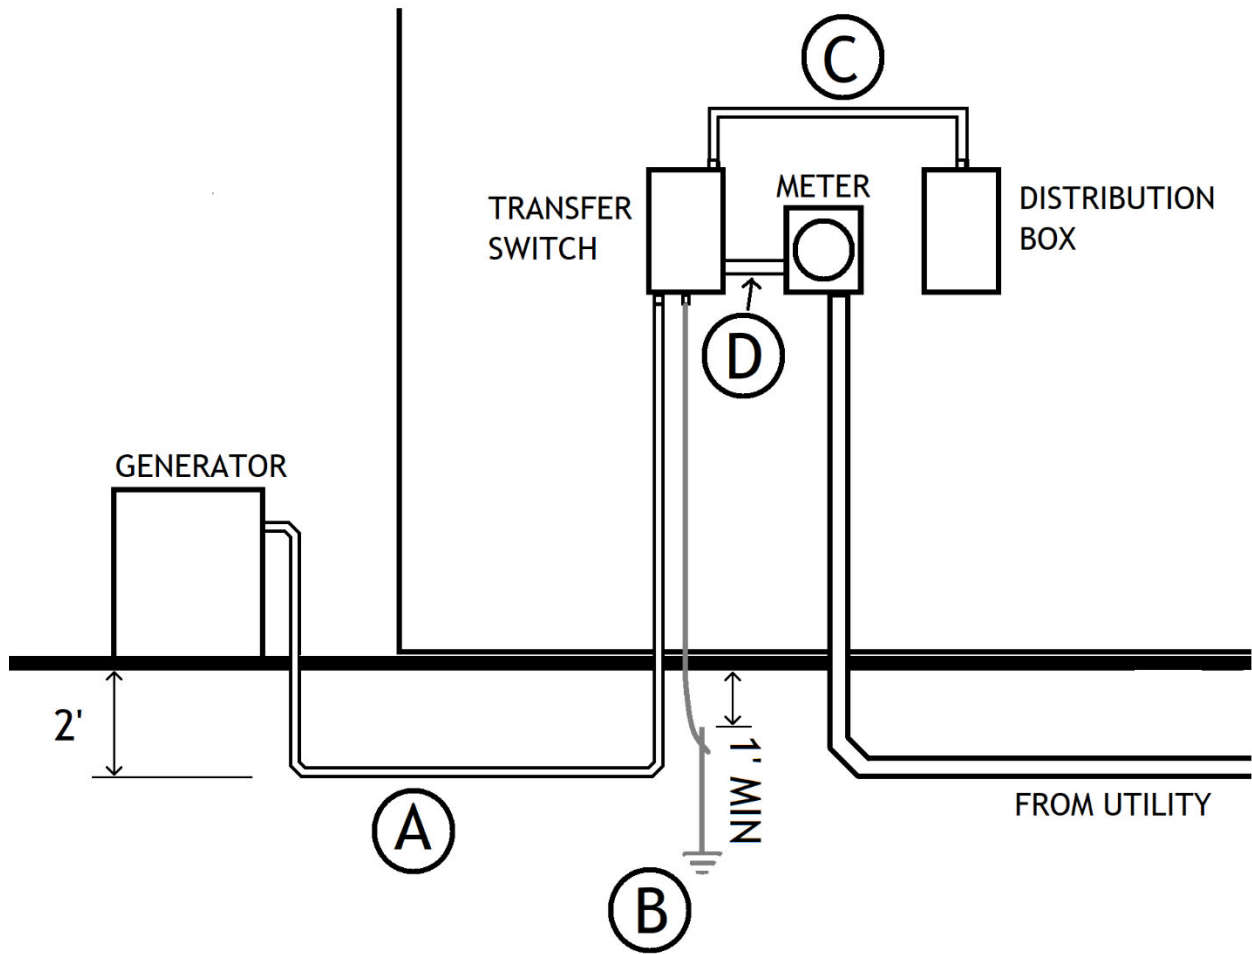 C
METER
TRANSFER
SWITCH
DISTRIBUTION
BOX
D
GENERATOR
2'
1' MIN
FROM UTILITY
A
B